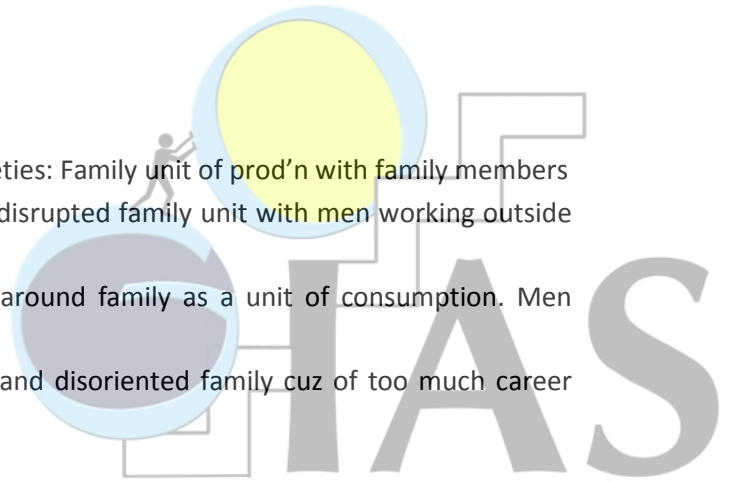 eties: Family unit of prod’n with family members
disrupted family unit with men working outside
around family as a unit of consumption. Men
and disoriented family cuz of too much career
GIAS